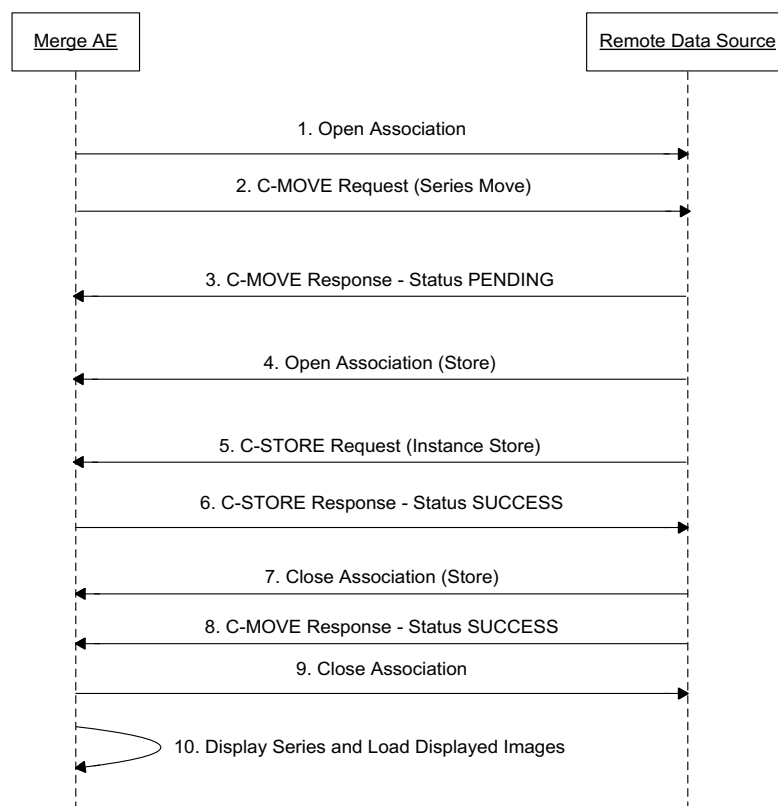 Merge AE
Remote Data Source
1. Open Association
2. C-MOVE Request (Series Move)
3. C-MOVE Response - Status PENDING
4. Open Association (Store)
5. C-STORE Request (Instance Store)
6. C-STORE Response - Status SUCCESS
7. Close Association (Store)
8. C-MOVE Response - Status SUCCESS
9. Close Association
10. Display Series and Load Displayed Images